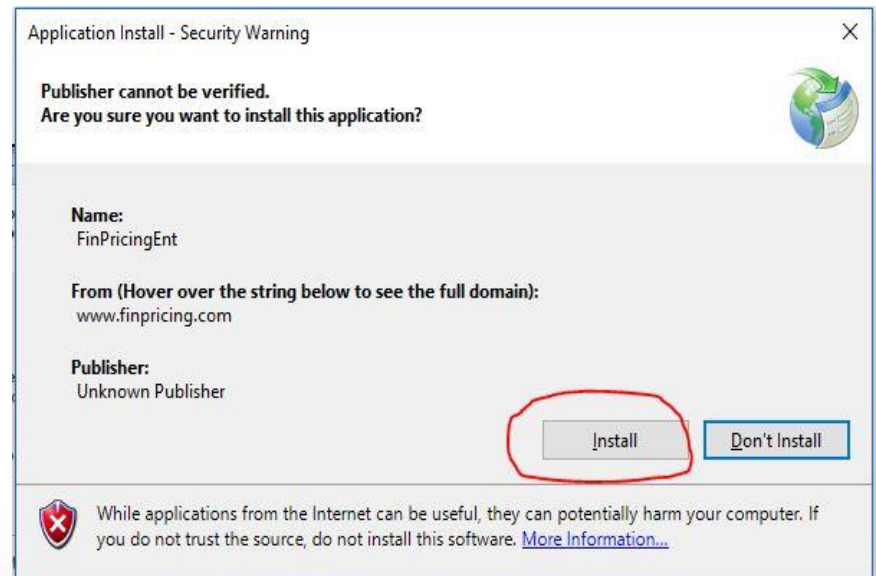 Application Install - Security Warning
Publisher cannot be verified.
Are you sure you want to install this application?
Name:
FinPricingEnt
From (Hover over the string below to see the full domain):
www.finpricing.com
Publisher:
Unknown Publisher
Install
Don't Install
While applications from the Internet can be useful, they can potentially harm your computer. If
you do not trust the source, do not install this software. More Information...